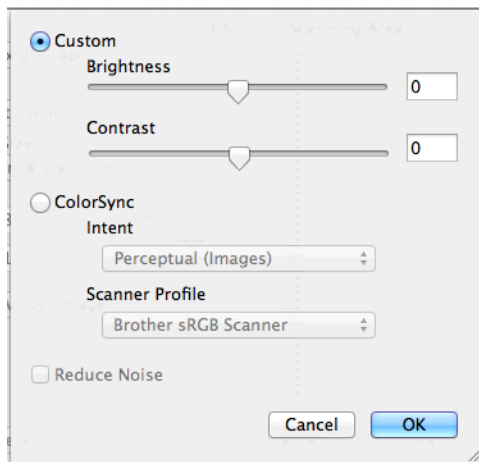 Custom
Brightness
0
Contrast
0
ColorSync
Intent
Perceptual (Images)
Scanner Profile
Brother sRGB Scanner
Reduce Noise
Cancel OK